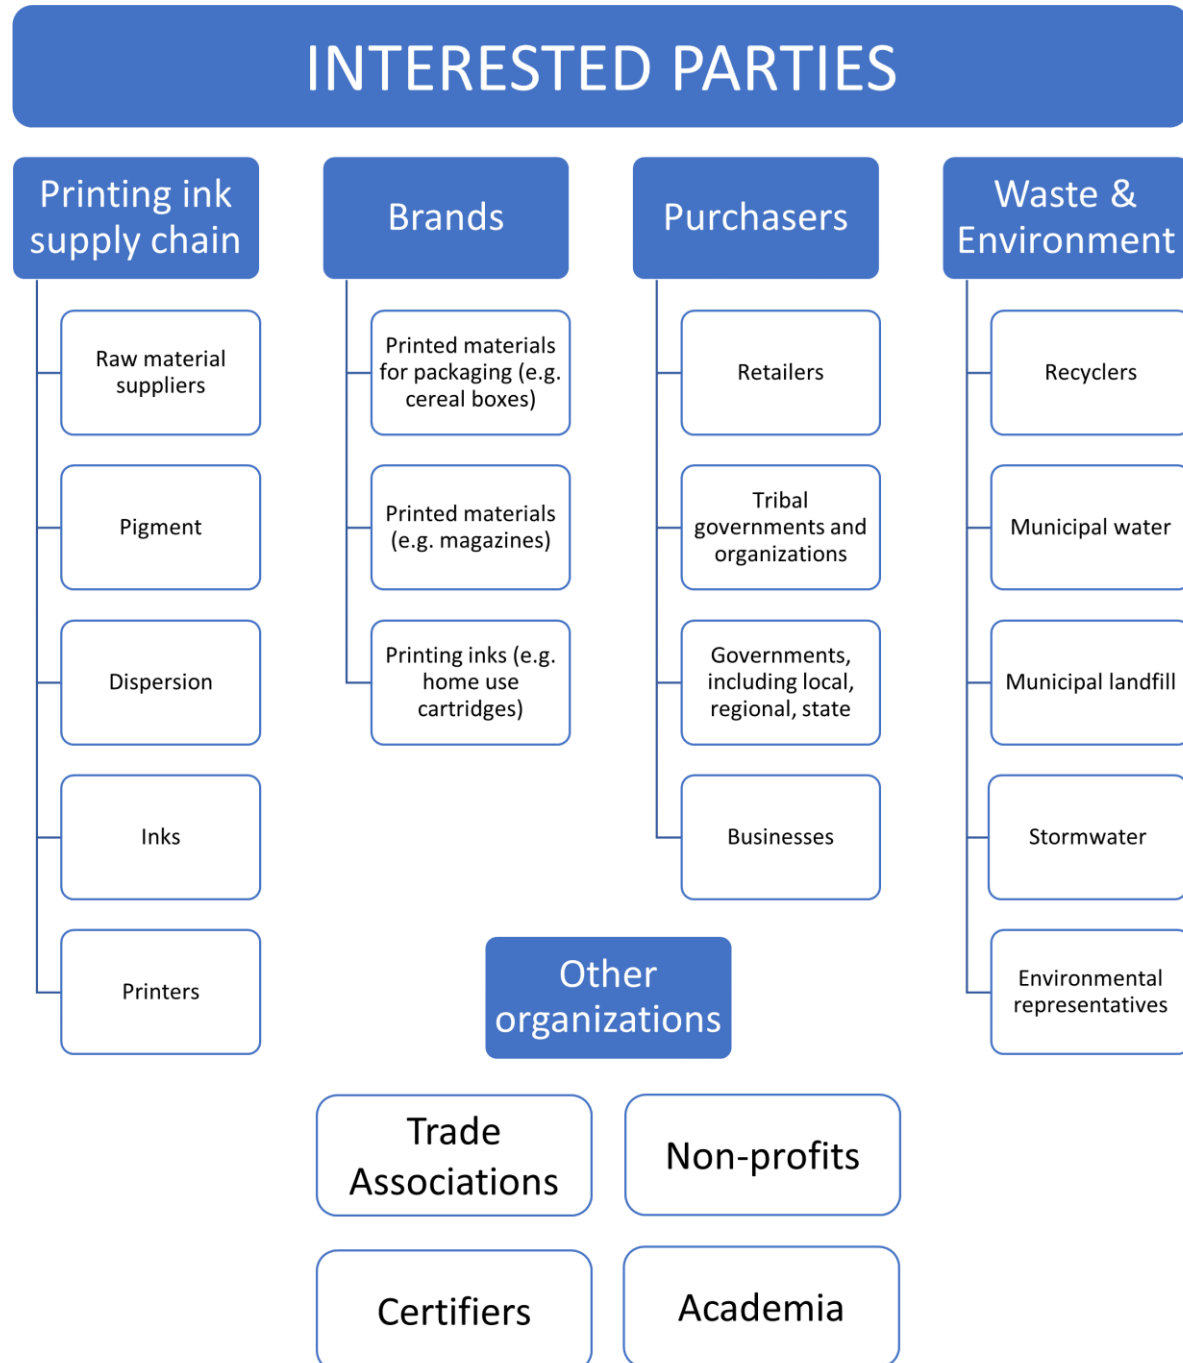 INTERESTED PARTIES
Printing ink
supply chain
Raw material
suppliers
Pigment
Dispersion
Inks
Printers
Brands
Printed materials
for packaging (e.g.
cereal boxes)
Printed materials
(e.g. magazines)
Printing inks (e.g.
home use
cartridges)
Purchasers
Retailers
Tribal
governments and
organizations
Governments,
including local,
regional, state
Businesses
Waste &
Environment
Recyclers
Municipal water
Municipal landfill
Stormwater
Environmental
representatives
Other
organizations
Trade
Associations
Non-profits
Certifiers
Academia